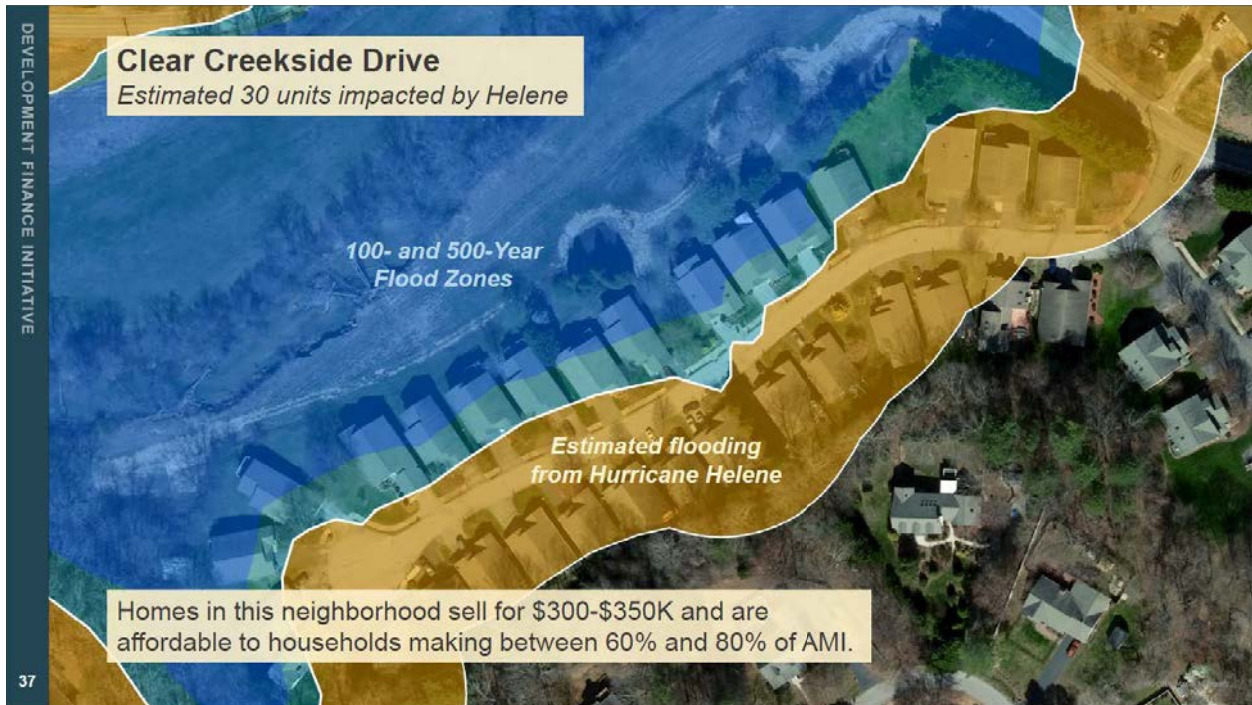 DEVELOPMENT FINANCE INITIATIVE
Clear Creekside Drive
Estimated 30 units impacted by Helene
100- and 500-Year
Flood Zones
Estimated flooding
from Hurricane Helene
Homes in this neighborhood sell for $300-$350K and are
affordable to households making between 60% and 80% of AMI.
37